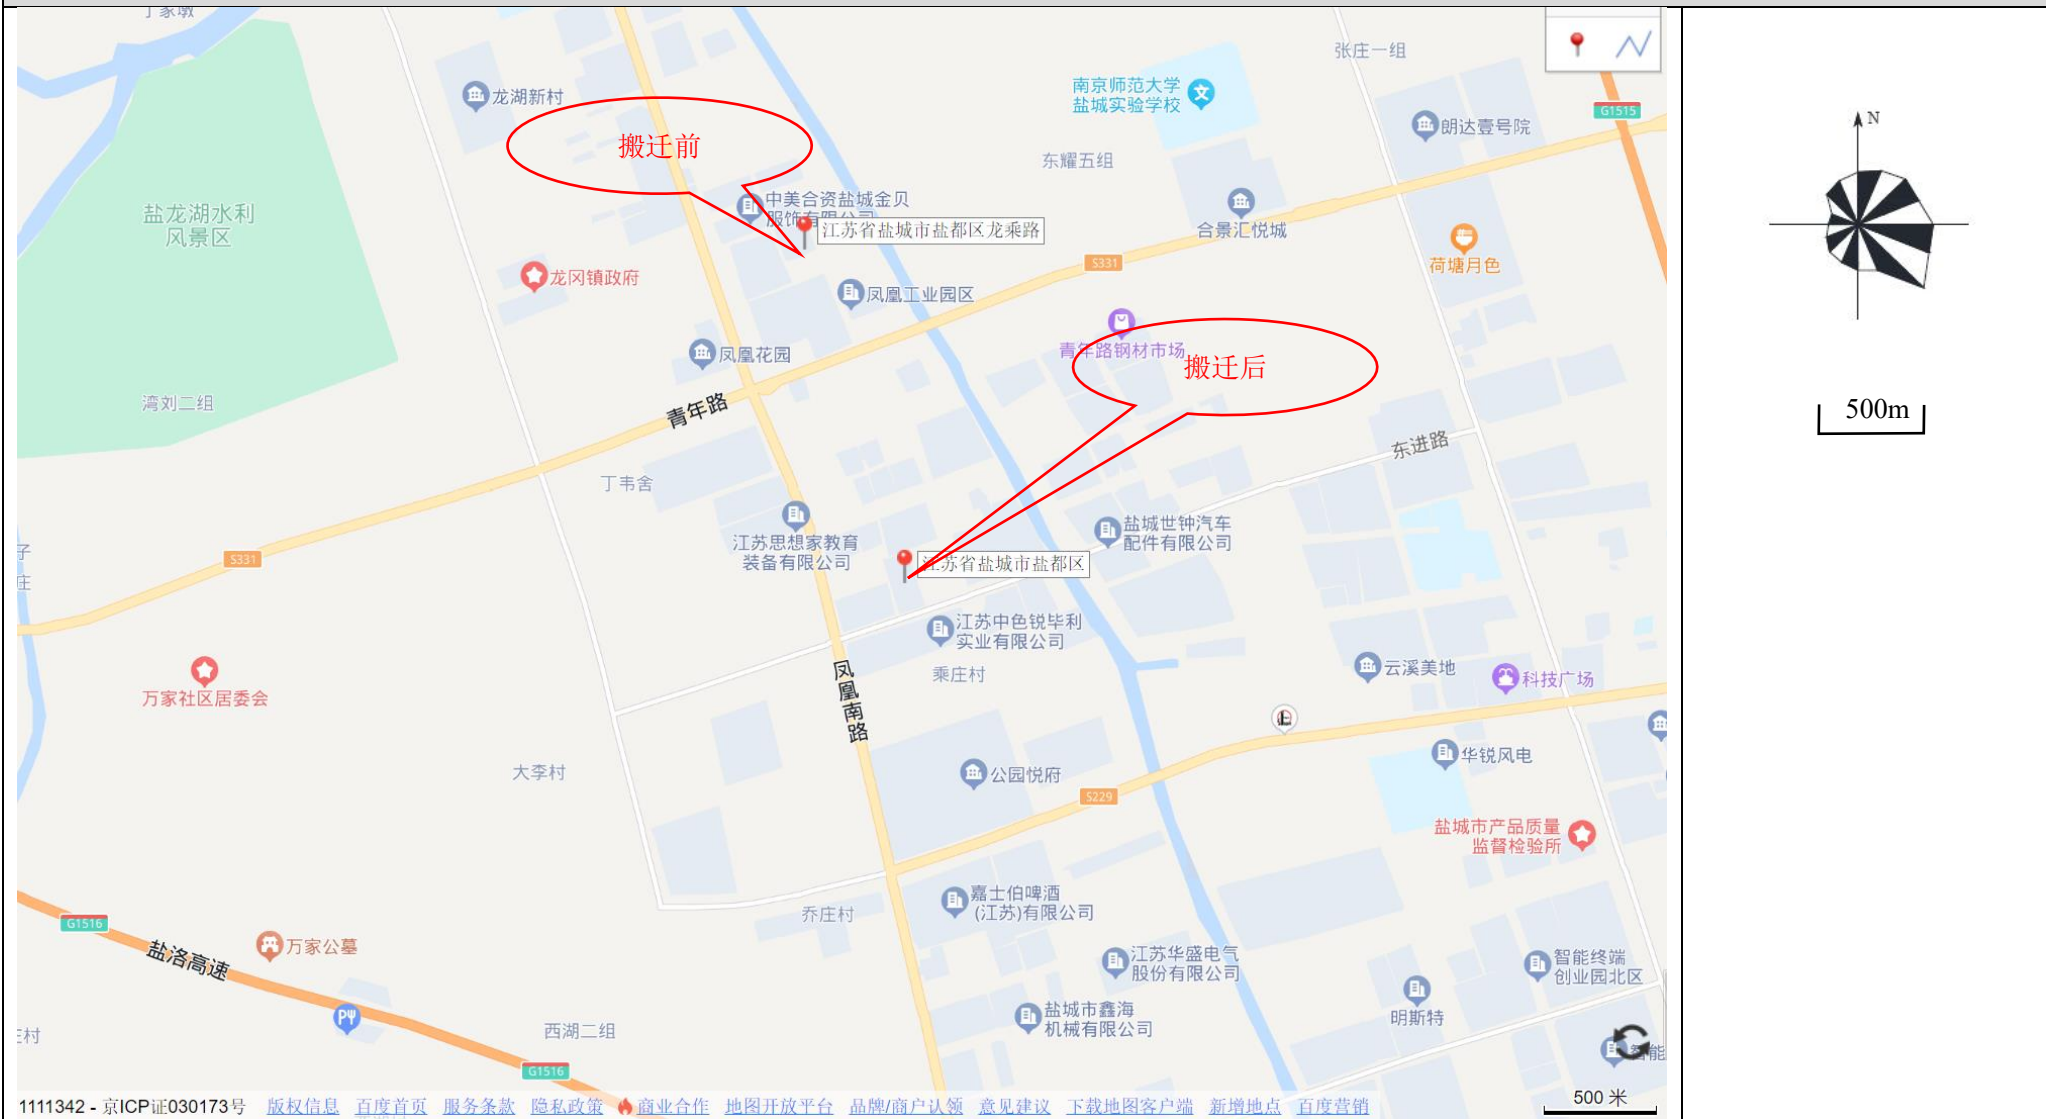 丁家墩
张庄一组
龙湖新村
南京师范大学
盐城实验学校
G1515
朗达壹号院
N
搬迁前
东耀五组
中美合资盐城金贝
服饰有限公司
盐龙湖水利
风景区
江苏省盐城市盐都区龙乘路
合景汇悦城
荷塘月色
S331
龙冈镇政府
凤凰工业园区
凤凰花园
青年路钢材市场
搬迁后
湾刘二组
青年路
500m
东进路
丁韦舍
江苏思想家教育
装备有限公司
盐城世钟汽车
配件有限公司
子
庄
S331
江苏省盐城市盐都区
江苏中色锐毕利
实业有限公司
乘庄村
凤凰南路
万家社区居委会
云溪美地
科技广场
大李村
公园悦府
华锐风电
S229
盐城市产品质量
监督检验所
嘉士伯啤酒
(江苏)有限公司
乔庄村
G1516
盐洛高速
万家公墓
江苏华盛电气
股份有限公司
智能终端
创业园北区
盐城市鑫海
机械有限公司
明斯特
西湖二组
村
智能
G1516
500 米
1111342 - 京ICP证030173号 版权信息 百度首页 服务条款 隐私政策 商业合作 地图开放平台 品牌/商户认领 意见建议 下载地图客户端 新增地点 百度营销